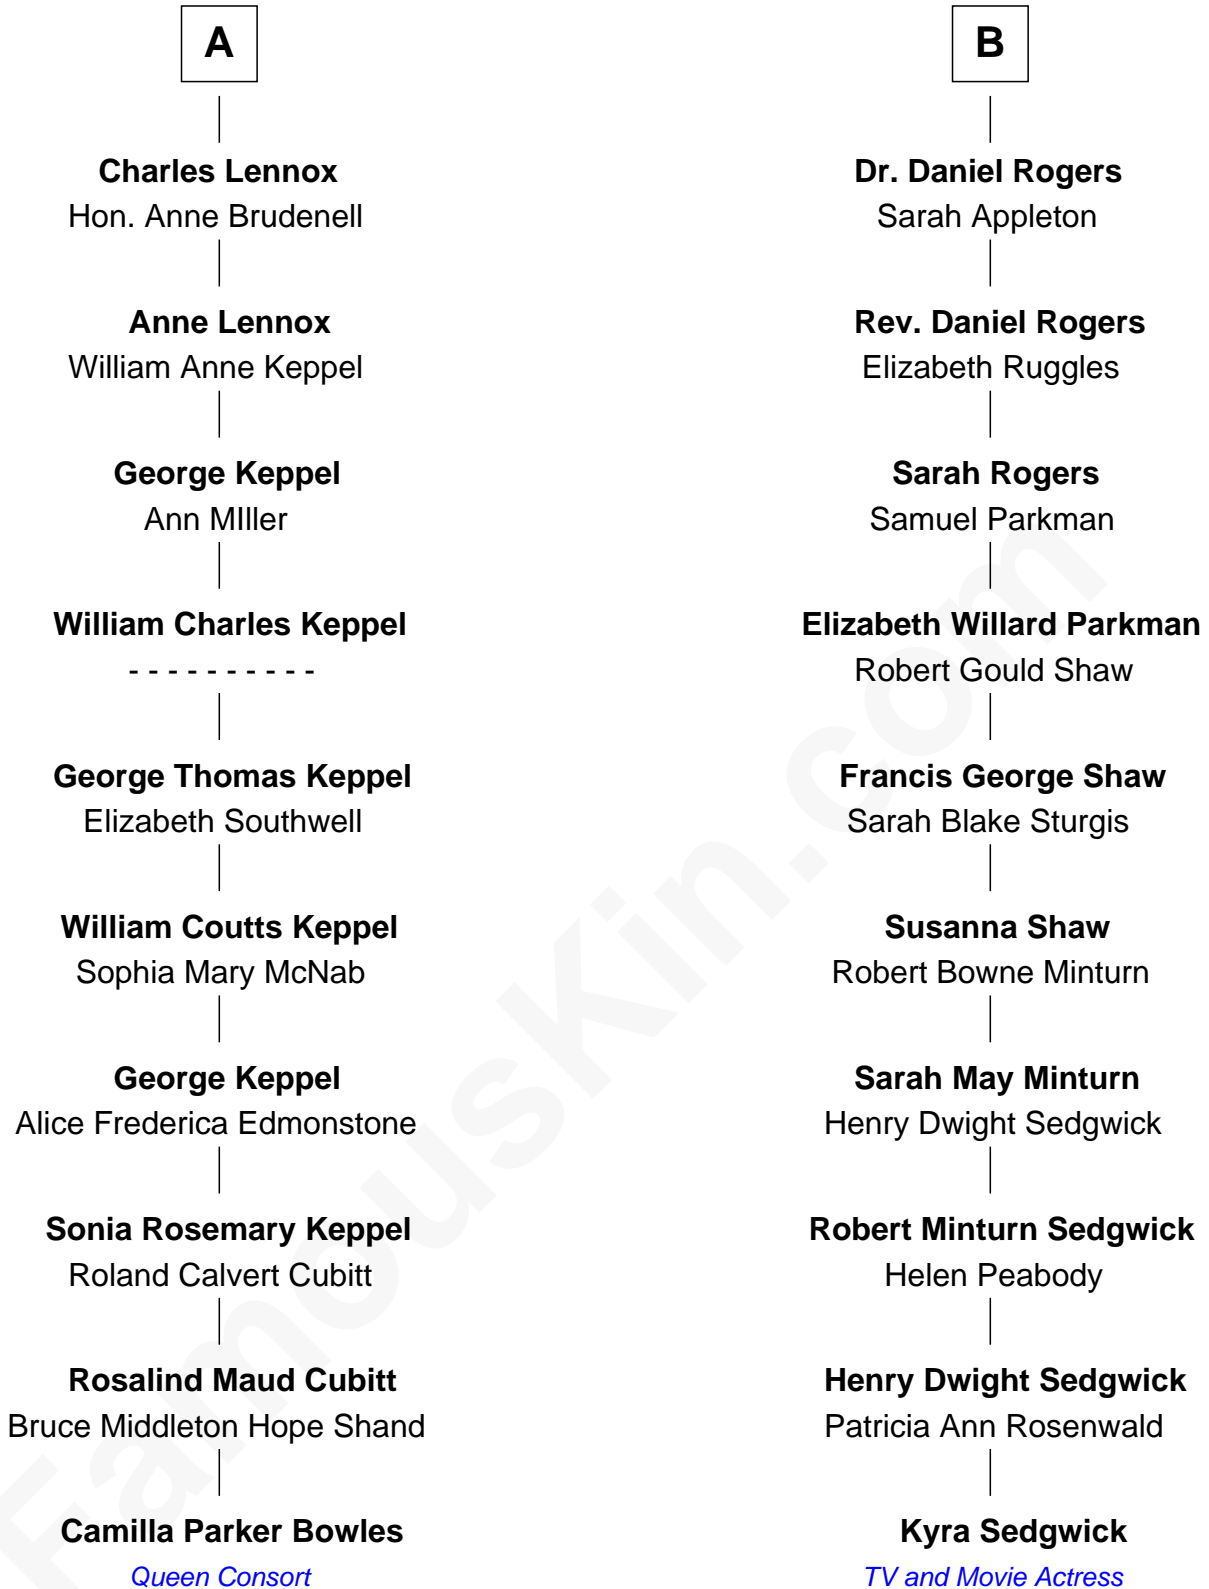 A
Charles Lennox
Hon. Anne Brudenell
Anne Lennox
William Anne Keppel
George Keppel
Ann MIller
William Charles Keppel
- - - - - - - - - -
George Thomas Keppel
Elizabeth Southwell
William Coutts Keppel
Sophia Mary McNab
George Keppel
Alice Frederica Edmonstone
Sonia Rosemary Keppel
Roland Calvert Cubitt
Rosalind Maud Cubitt
Bruce Middleton Hope Shand
Camilla Parker Bowles
Queen Consort
B
Dr. Daniel Rogers
Sarah Appleton
Rev. Daniel Rogers
Elizabeth Ruggles
Sarah Rogers
Samuel Parkman
Elizabeth Willard Parkman
Robert Gould Shaw
Francis George Shaw
Sarah Blake Sturgis
Susanna Shaw
Robert Bowne Minturn
Sarah May Minturn
Henry Dwight Sedgwick
Robert Minturn Sedgwick
Helen Peabody
Henry Dwight Sedgwick
Patricia Ann Rosenwald
Kyra Sedgwick
TV and Movie Actress
FamousKin.com